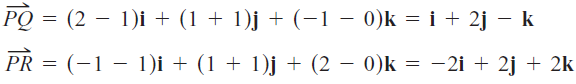 PQ⃗ = (2 − 1)i + (1 + 1)j + (−1 − 0)k = i + 2j − k
PR⃗ = (−1 − 1)i + (1 + 1)j + (2 − 0)k = −2i + 2j + 2k